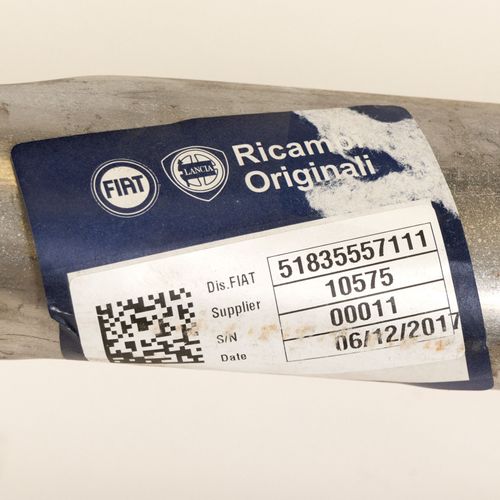 FIAT
LANCIA
Ricambi
Originali
Dis.FIAT 51835557111
Supplier 10575
S/N 00011
Date 06/12/2017